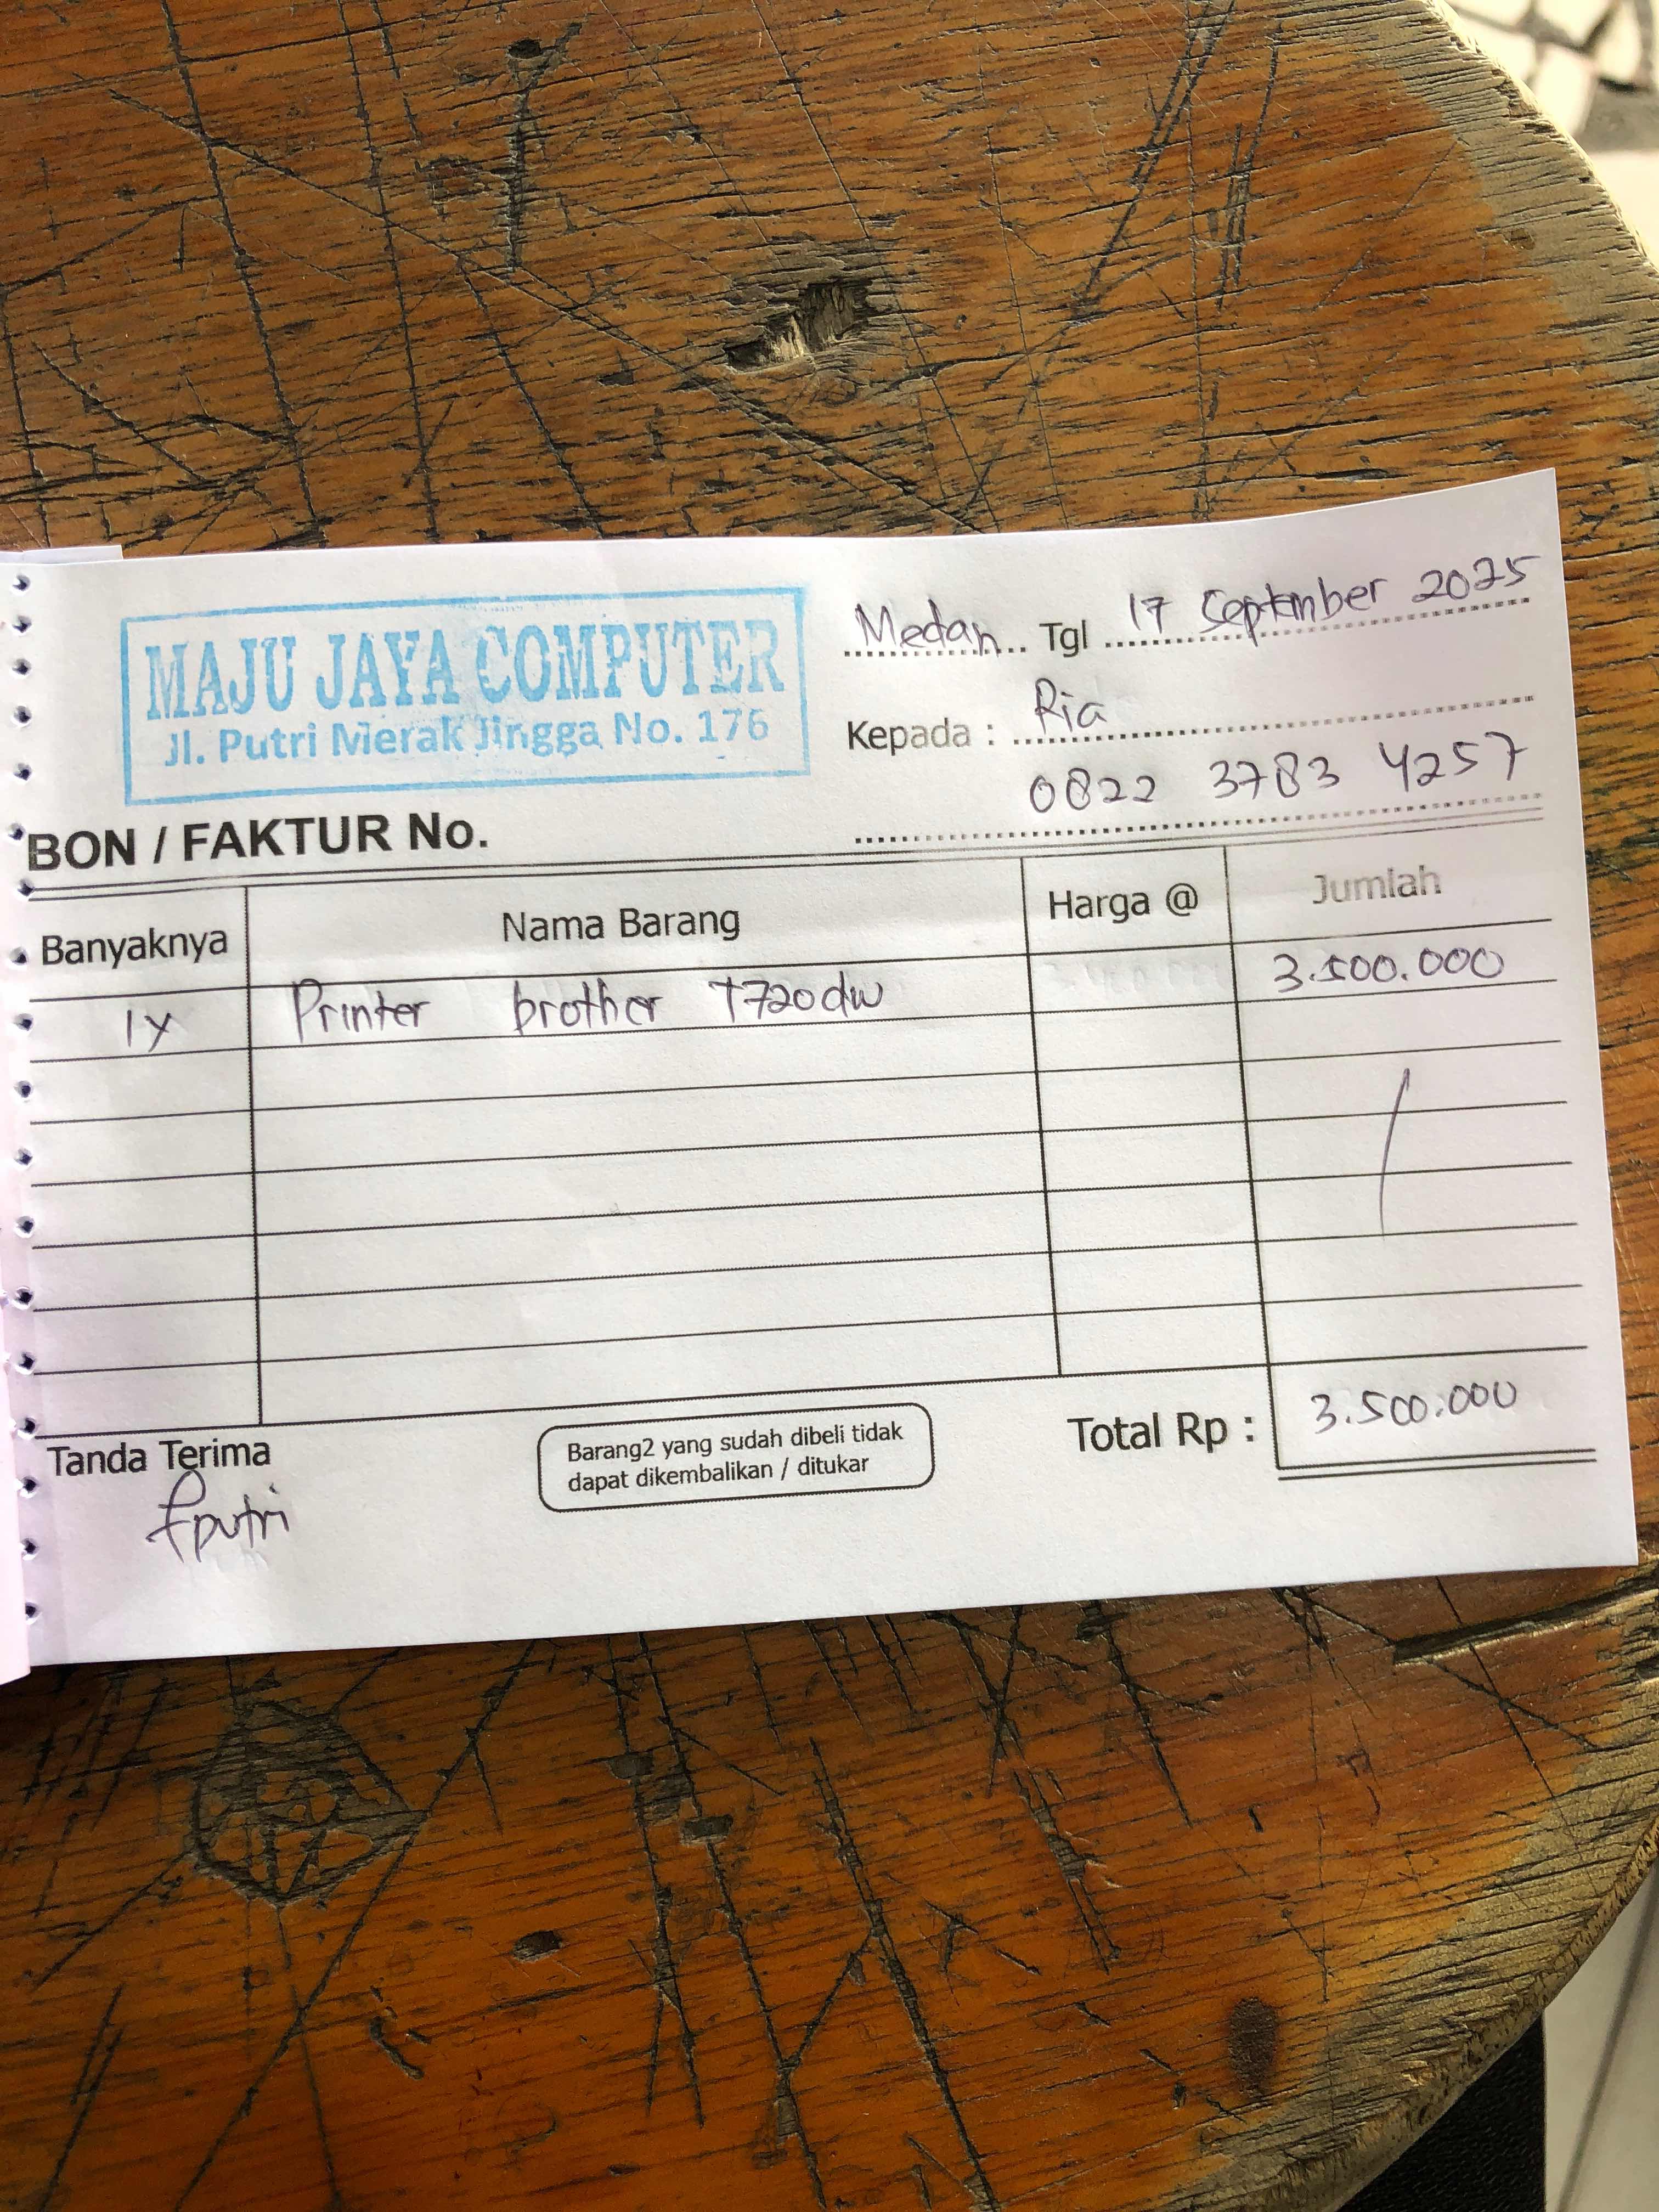 MAJU JAYA COMPUTER
Jl. Putri Merak Jingga No. 176
Medan Tgl 17 September 2025
Kepada : Ria
0822 3783 4257
BON / FAKTUR No.
Banyaknya Nama Barang Harga @ Jumlah
1x Printer brother T720dw 3.500.000
Total Rp : 3.500.000
Tanda Terima
Barang2 yang sudah dibeli tidak
dapat dikembalikan / ditukar
fputri